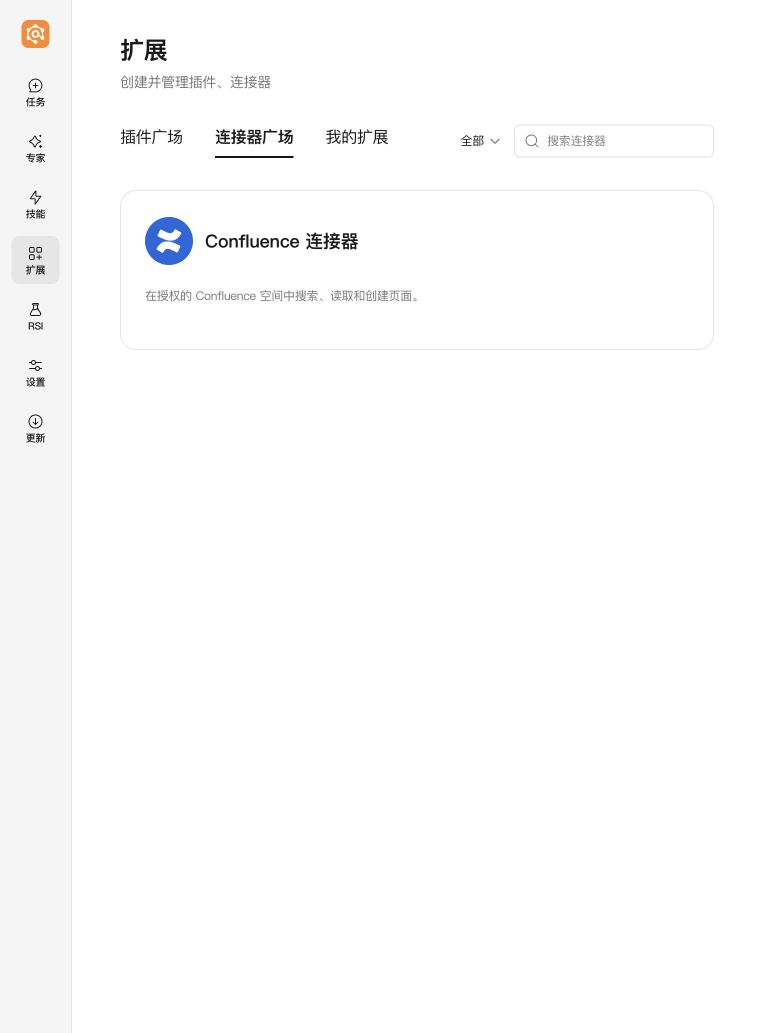 任务
专家
技能
扩展
RSI
设置
更新
扩展
创建并管理插件、连接器
插件广场
连接器广场
我的扩展
全部
搜索连接器
Confluence 连接器
在授权的 Confluence 空间中搜索、读取和创建页面。